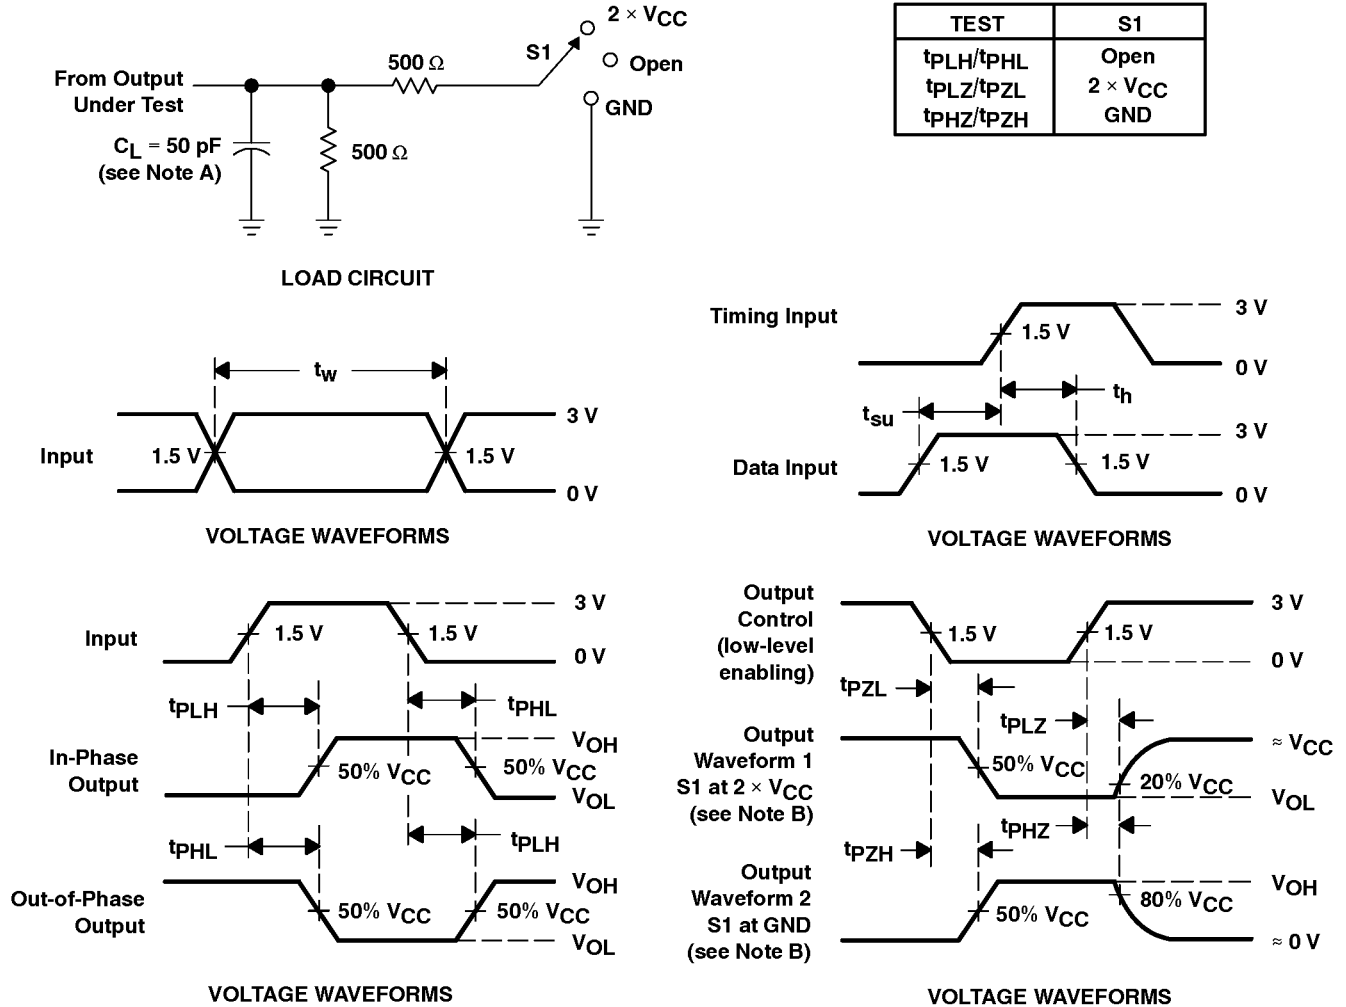 2 × VCC
S1
Open
GND
500 Ω
From Output
Under Test
CL = 50 pF
(see Note A)
500 Ω
LOAD CIRCUIT
TEST S1
tPLH/tPHL Open
tPLZ/tPZL 2 × VCC
tPHZ/tPZH GND
tw
3 V
Input
1.5 V
1.5 V
0 V
VOLTAGE WAVEFORMS
Timing Input
1.5 V
3 V
0 V
th
tsu
3 V
Data Input
1.5 V
1.5 V
0 V
VOLTAGE WAVEFORMS
3 V
Input
1.5 V
1.5 V
0 V
tPLH
tPHL
VOH
In-Phase
Output
50% VCC
50% VCC
VOL
tPHL
tPLH
VOH
Out-of-Phase
Output
50% VCC
50% VCC
VOL
VOLTAGE WAVEFORMS
Output
Control
(low-level
enabling)
3 V
1.5 V
1.5 V
0 V
tPZL
tPLZ
Output
Waveform 1
S1 at 2 × VCC
(see Note B)
≈ VCC
50% VCC
20% VCC
VOL
tPHZ
tPZH
Output
Waveform 2
S1 at GND
(see Note B)
VOH
50% VCC
80% VCC
≈ 0 V
VOLTAGE WAVEFORMS